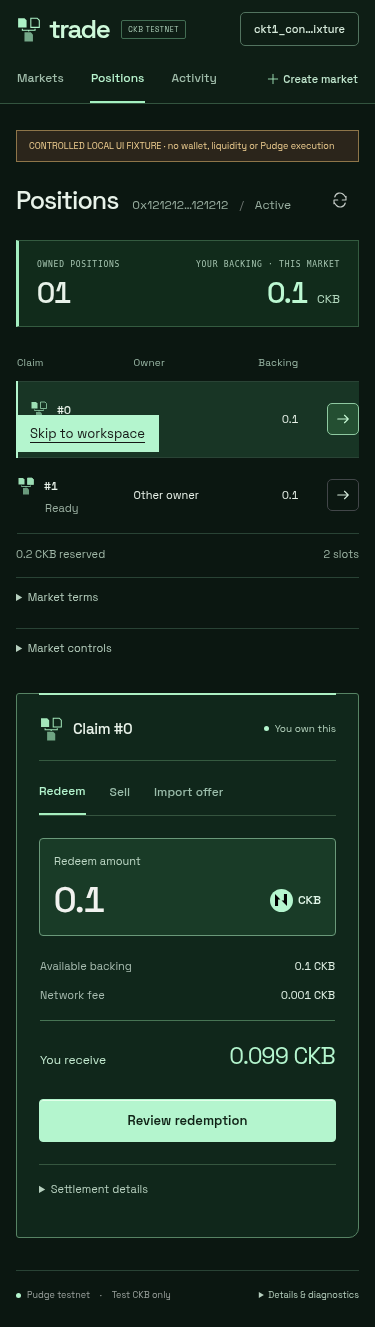 trade CKB TESTNET ckt1_con…ixture
Markets Positions Activity + Create market
CONTROLLED LOCAL UI FIXTURE · no wallet, liquidity or Pudge execution
Positions 0x121212…121212 / Active
OWNED POSITIONS YOUR BACKING · THIS MARKET
01 0.1 CKB
Claim Owner Backing
#0 0.1 →
Skip to workspace
#1 Other owner 0.1 →
Ready
0.2 CKB reserved 2 slots
▶ Market terms
▶ Market controls
Claim #0 You own this
Redeem Sell Import offer
Redeem amount
0.1 CKB
Available backing 0.1 CKB
Network fee 0.001 CKB
You receive 0.099 CKB
Review redemption
▶ Settlement details
Pudge testnet · Test CKB only ▶ Details & diagnostics